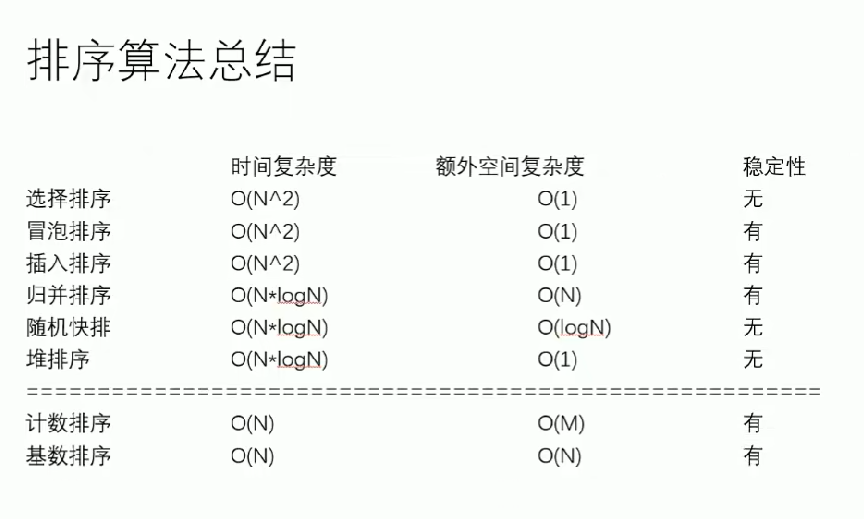 排序算法总结
时间复杂度 额外空间复杂度 稳定性
选择排序 O(N^2) O(1) 无
冒泡排序 O(N^2) O(1) 有
插入排序 O(N^2) O(1) 有
归并排序 O(N*logN) O(N) 有
随机快排 O(N*logN) O(logN) 无
堆排序 O(N*logN) O(1) 无
========================================================
计数排序 O(N) O(M) 有
基数排序 O(N) O(N) 有